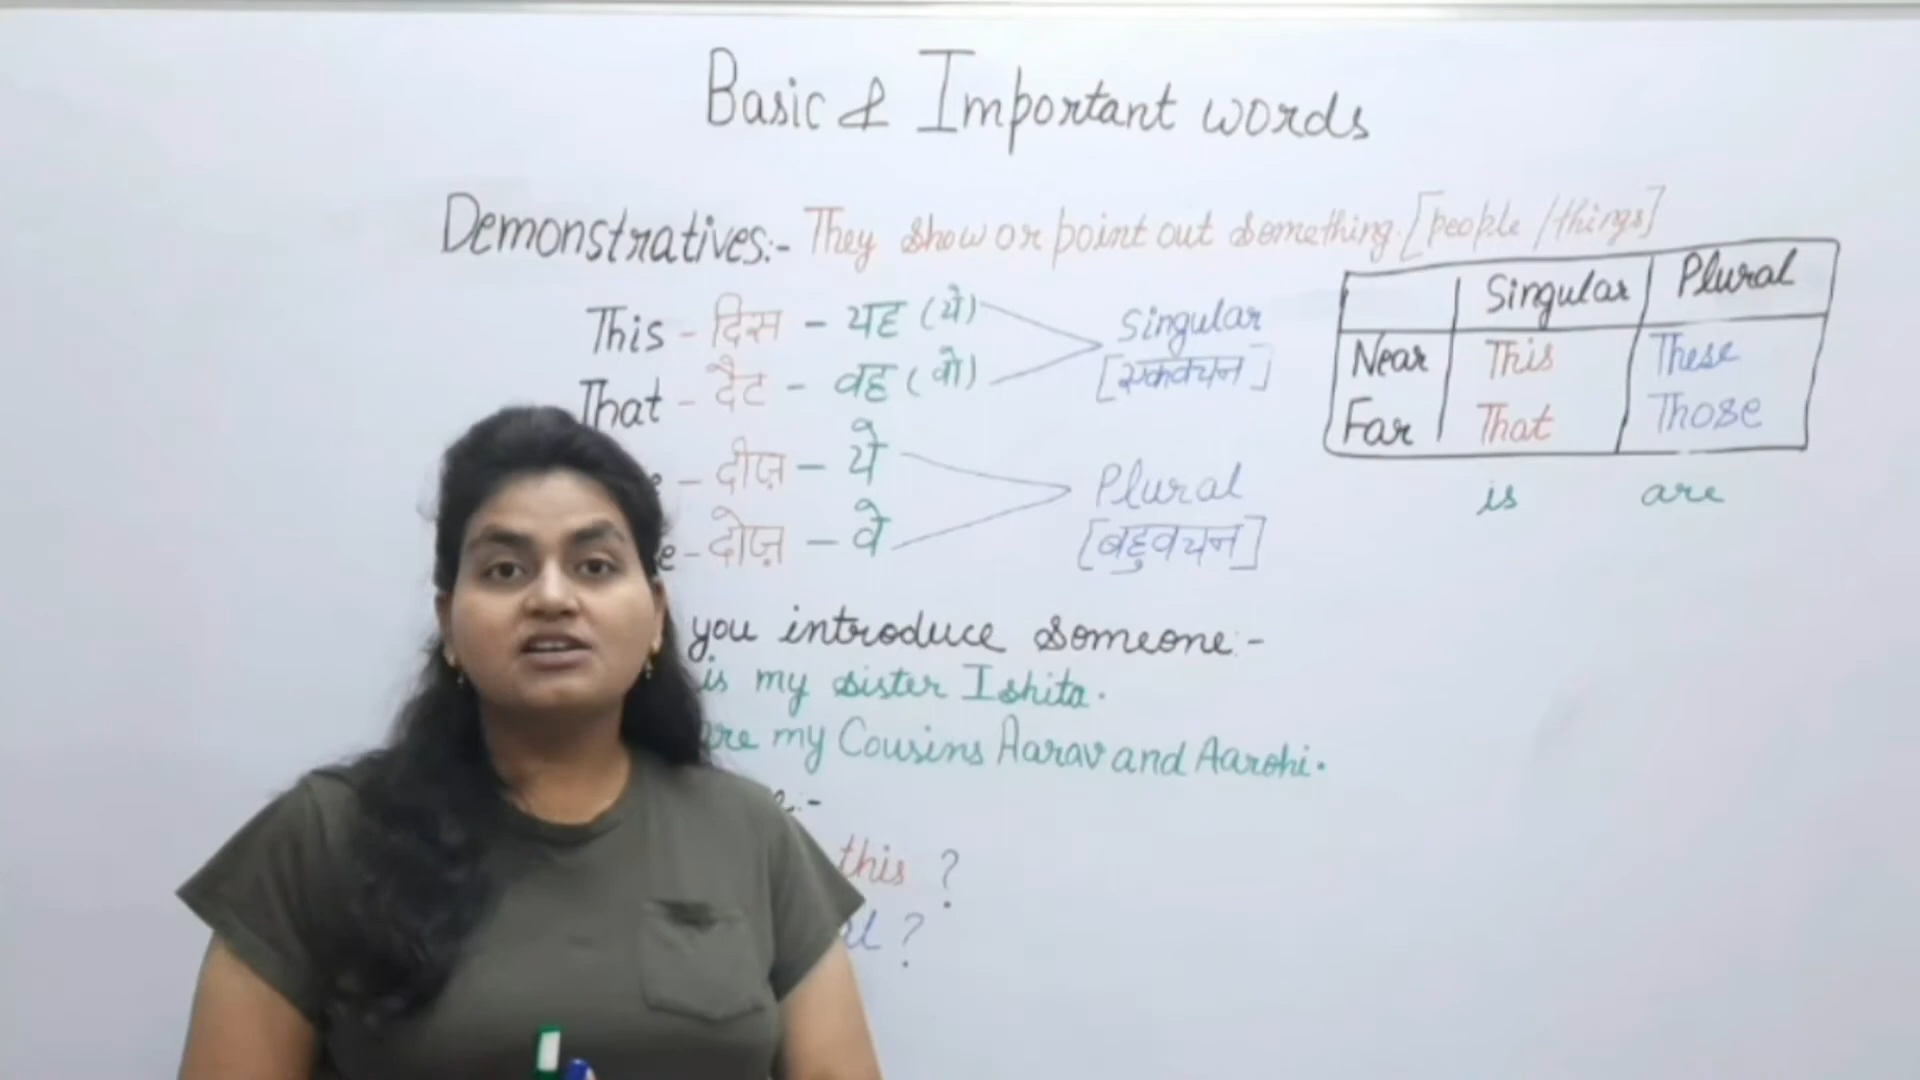 Basic & Important words
Demonstratives:- They show or point out something. [people / things]
This - दिस - यह (ये)
That - दैट - वह (वो)
Singular
[एकवचन]
- दीज़ - ये
e - दोज़ - वे
Plural
[बहुवचन]
Singular Plural
Near This These
Far That Those
is are
you introduce someone:-
is my sister Ishita.
are my Cousins Aarav and Aarohi.
e:-
this ?
?